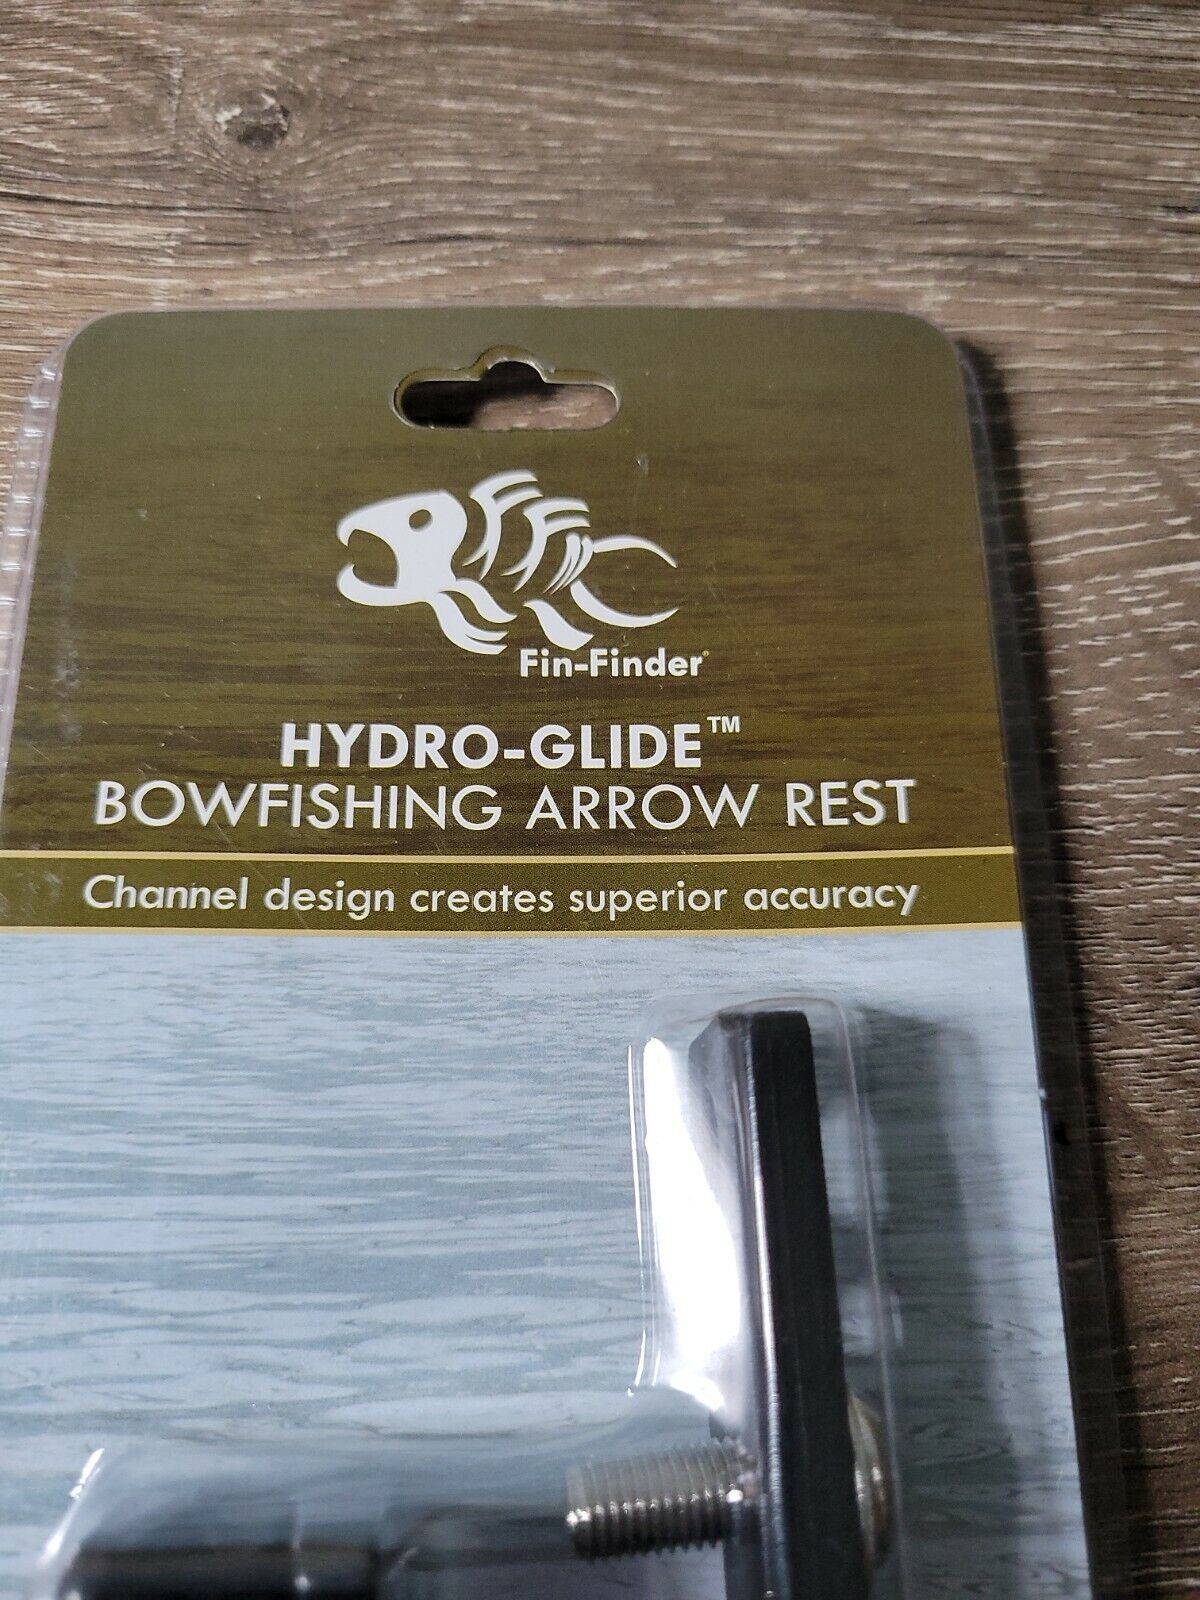 Fin-Finder®
HYDRO-GLIDE™
BOWFISHING ARROW REST
Channel design creates superior accuracy